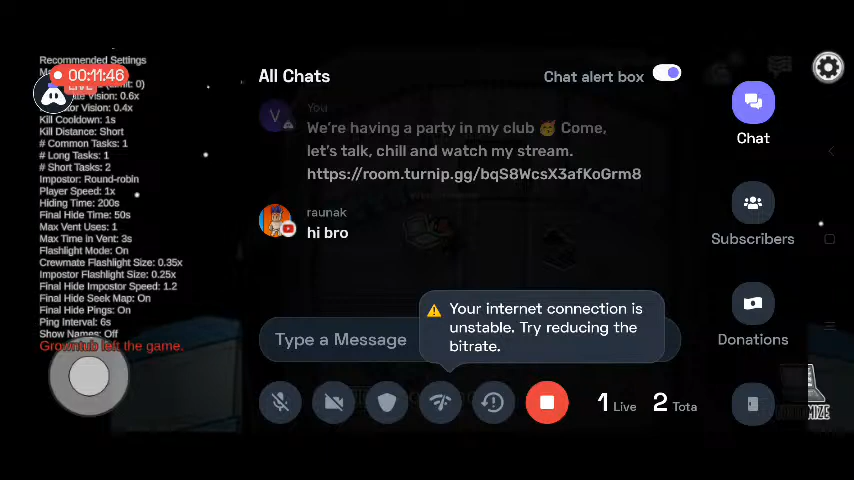 Recommended Settings
00:11:46
LIVE
Vision: 0.6x
Vision: 0.4x
Kill Cooldown: 1s
Kill Distance: Short
# Common Tasks: 1
# Long Tasks: 1
# Short Tasks: 2
Impostor: Round-robin
Player Speed: 1x
Hiding Time: 200s
Final Hide Time: 50s
Max Vent Uses: 1
Max Time in Vent: 3s
Flashlight Mode: On
Crewmate Flashlight Size: 0.35x
Impostor Flashlight Size: 0.25x
Final Hide Impostor Speed: 1.2
Final Hide Seek Map: On
Final Hide Pings: On
Ping Interval: 6s
Show Names: Off
Growntub left the game.
All Chats
Chat alert box
V
You
We're having a party in my club 🥳 Come,
let's talk, chill and watch my stream.
https://room.turnip.gg/bqS8WcsX3afKoGrm8
raunak
hi bro
Your internet connection is
unstable. Try reducing the
bitrate.
Type a Message
1 Live 2 Tota
Chat
Subscribers
Donations